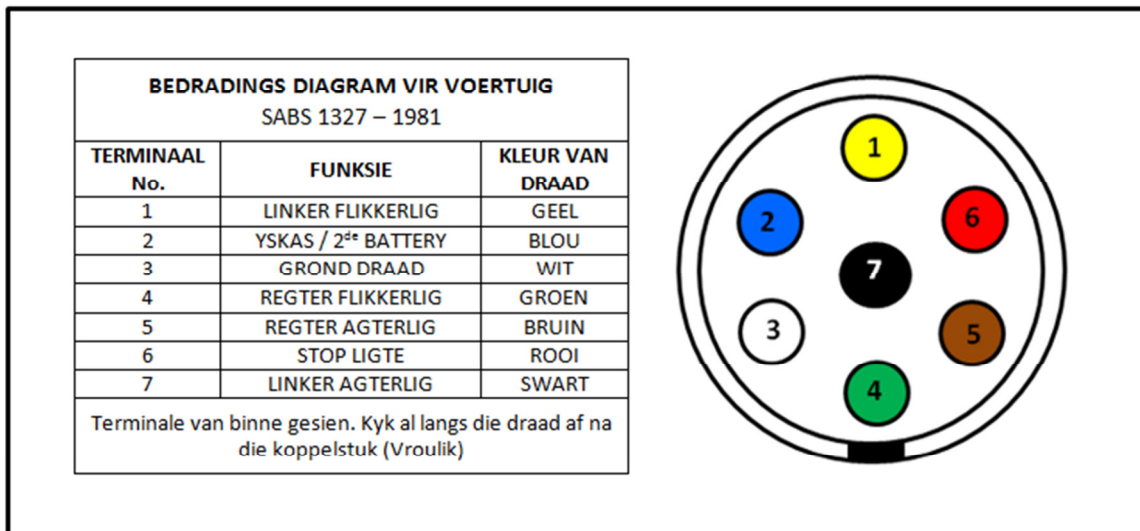 BEDRADINGS DIAGRAM VIR VOERTUIG
SABS 1327 – 1981
TERMINAAL No. FUNKSIE KLEUR VAN DRAAD
1 LINKER FLIKKERLIG GEEL
2 YSKAS / 2de BATTERY BLOU
3 GROND DRAAD WIT
4 REGTER FLIKKERLIG GROEN
5 REGTER AGTERLIG BRUIN
6 STOP LIGTE ROOI
7 LINKER AGTERLIG SWART
Terminale van binne gesien. Kyk al langs die draad af na
die koppelstuk (Vroulik)
1
2
6
7
3
5
4